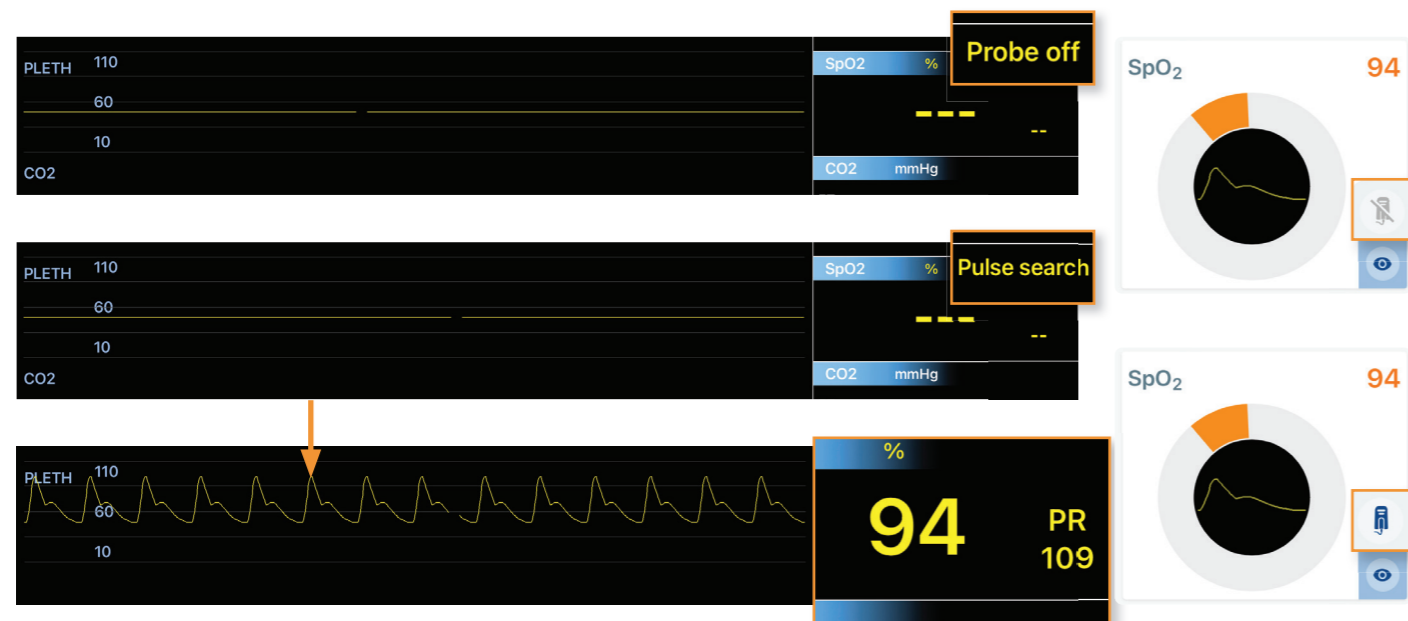 PLETH 110
60
10
CO2
SpO2 %
Probe off
---
--
CO2 mmHg
SpO2 94
PLETH 110
60
10
CO2
SpO2 %
Pulse search
---
--
CO2 mmHg
SpO2 94
PLETH 110
60
10
%
94 PR
109